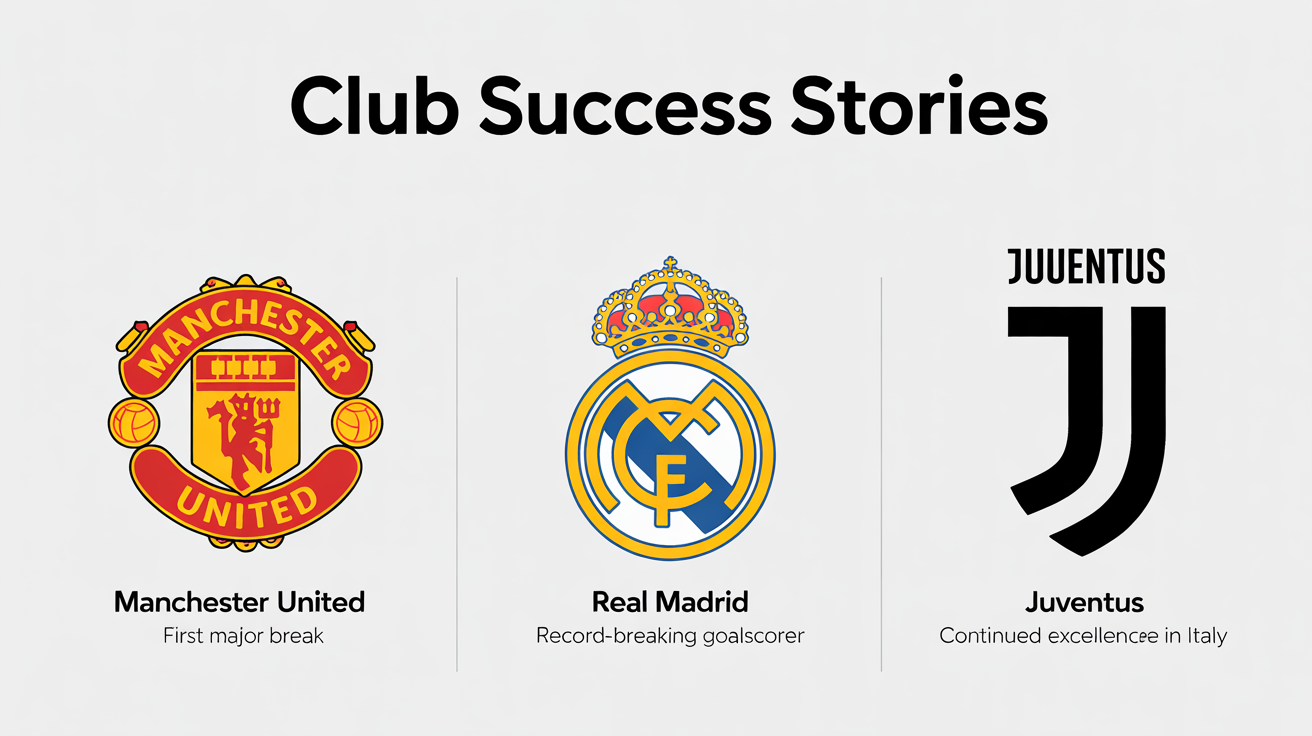 Club Success Stories
MANCHESTER
UNITED
JUUENTUS
Manchester United
First major break
Real Madrid
Record-breaking goalscorer
Juventus
Continued excellencee in Italy